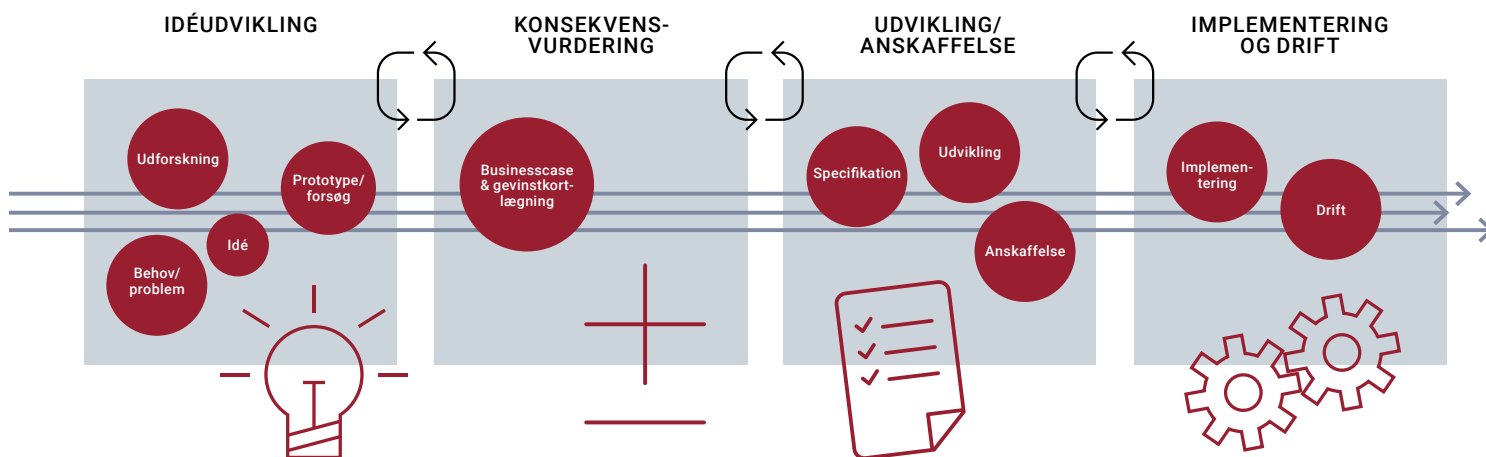 IDÉUDVIKLING
Udforskning
Prototype/
forsøg
Idé
Behov/
problem
KONSEKVENS-
VURDERING
Businesscase
& gevinstkort-
lægning
UDVIKLING/
ANSKAFFELSE
Specifikation
Udvikling
Anskaffelse
IMPLEMENTERING
OG DRIFT
Implemen-
tering
Drift